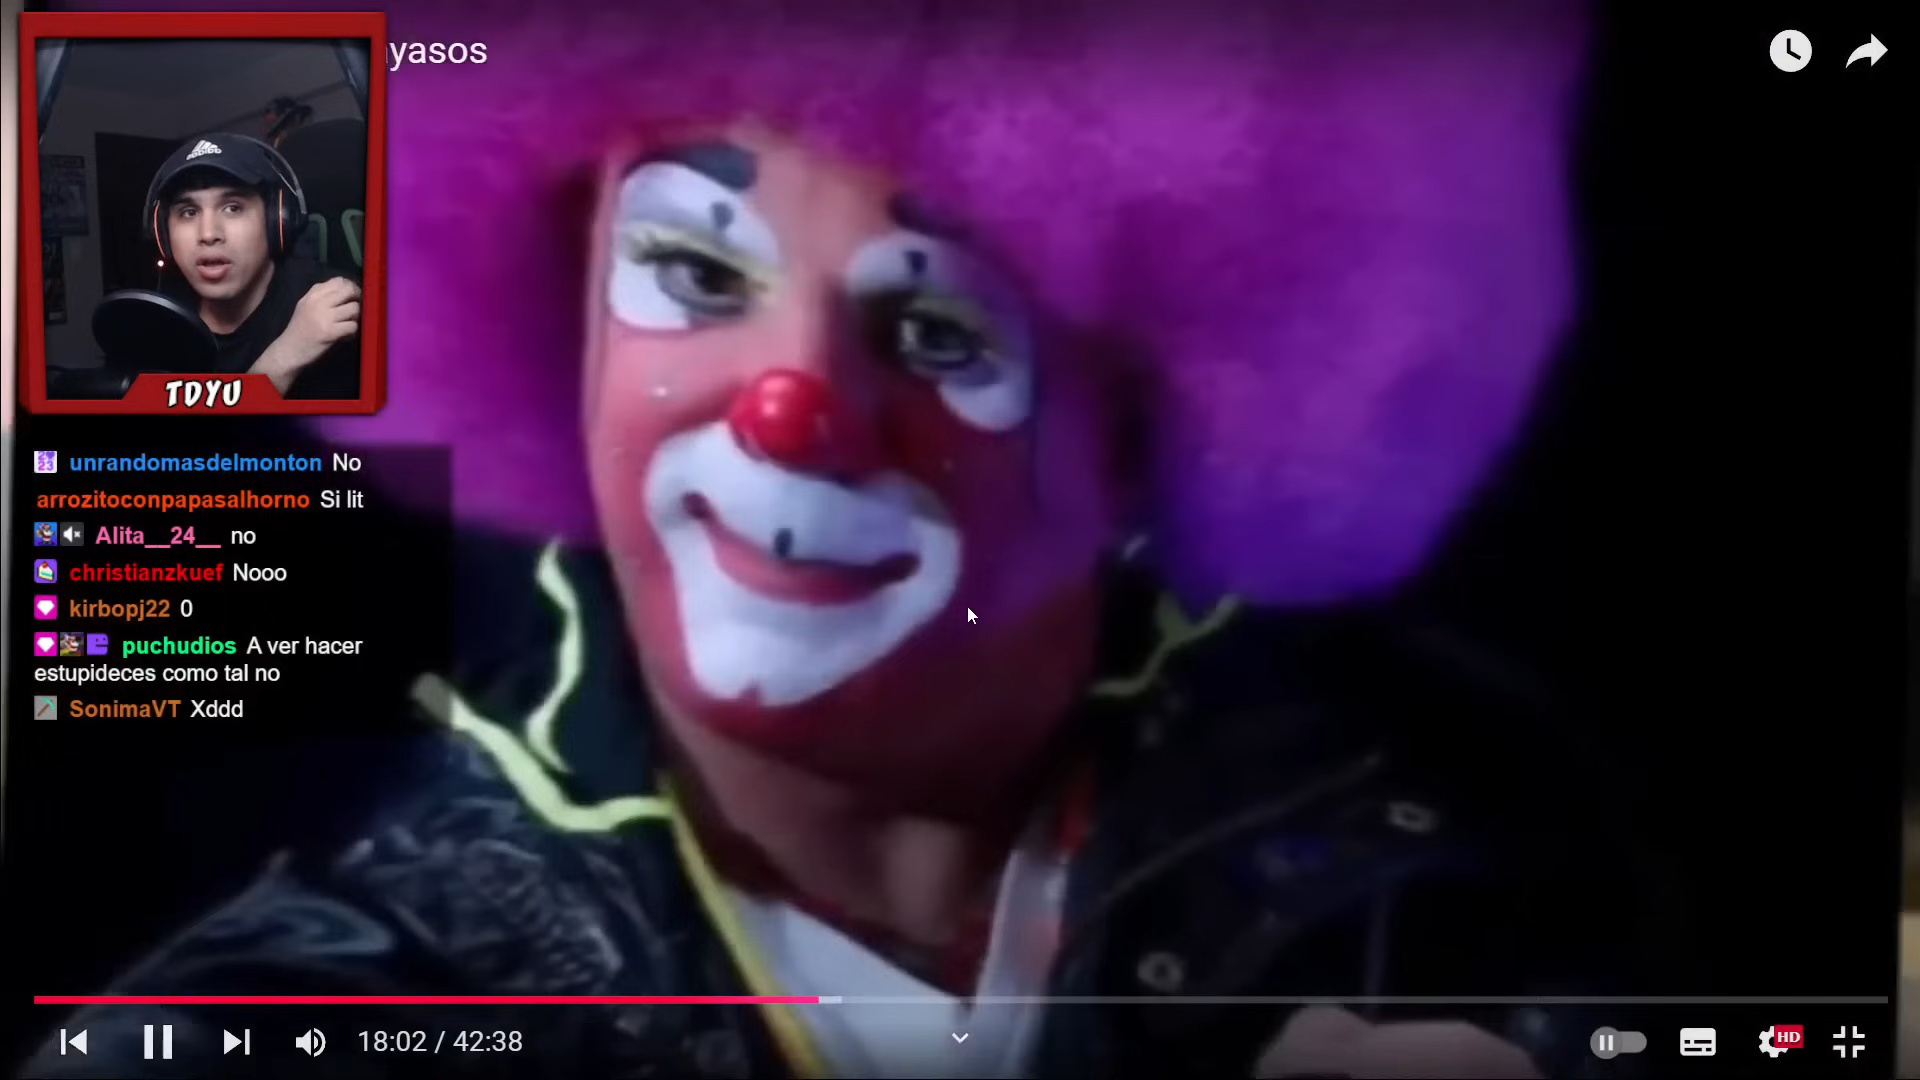 yasos
TDYU
unrandomasdelmonton No
arrozitoconpapasalhorno Si lit
Alita__24__ no
christianzkuef Nooo
kirbopj22 0
puchudios A ver hacer
estupideces como tal no
SonimaVT Xddd
18:02 / 42:38
HD